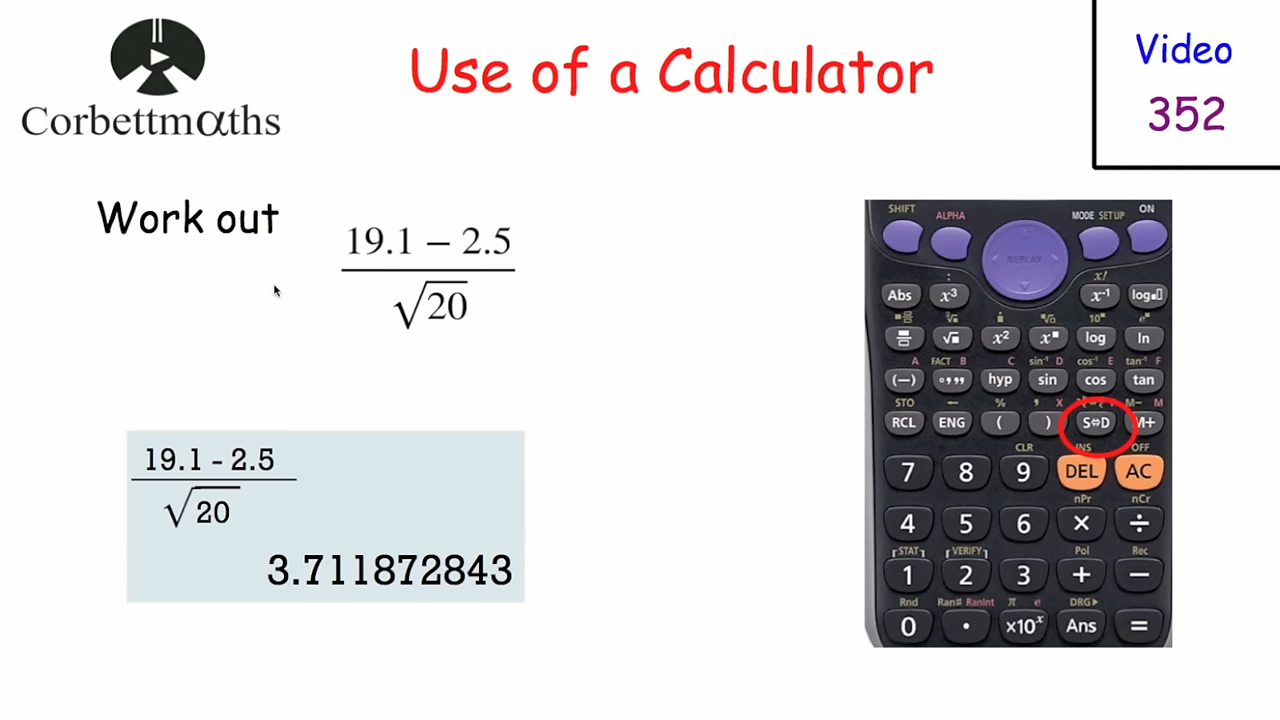 Corbettmαths
Use of a Calculator
Video
352
Work out
19.1 – 2.5
√20
19.1 - 2.5
√20
3.711872843
SHIFT ALPHA MODE SETUP ON
REPLAY
: x!
Abs x³ x⁻¹ log
10■ e■
√■ x² x■ log ln
A FACT B C sin⁻¹ D cos⁻¹ E tan⁻¹ F
(—) °,,, hyp sin cos tan
STO ← % , X M− M
RCL ENG ( ) S⇔D M+
CLR INS OFF
7 8 9 DEL AC
nPr nCr
4 5 6 × ÷
STAT VERIFY Pol Rec
1 2 3 + −
Rnd Ran# RanInt π e DRG▶
0 • ×10ˣ Ans =